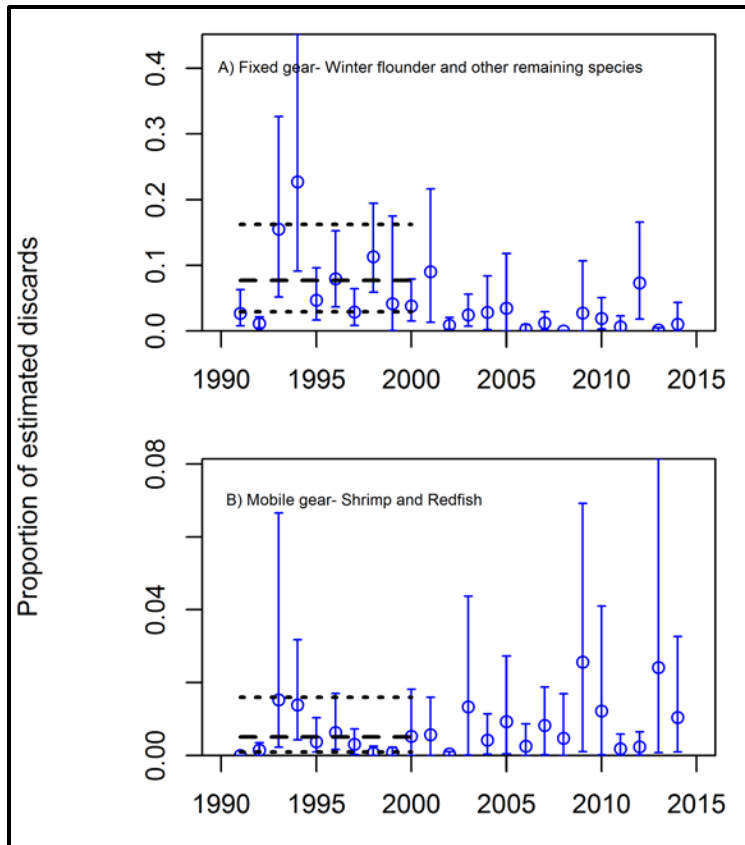 Proportion of estimated discards
A) Fixed gear- Winter flounder and other remaining species
0.4
0.3
0.2
0.1
0.0
1990 1995 2000 2005 2010 2015
B) Mobile gear- Shrimp and Redfish
0.08
0.04
0.00
1990 1995 2000 2005 2010 2015